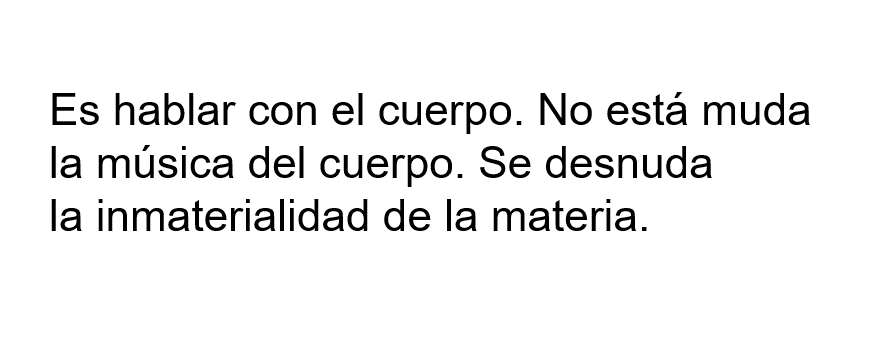 Es hablar con el cuerpo. No está muda
la música del cuerpo. Se desnuda
la inmaterialidad de la materia.